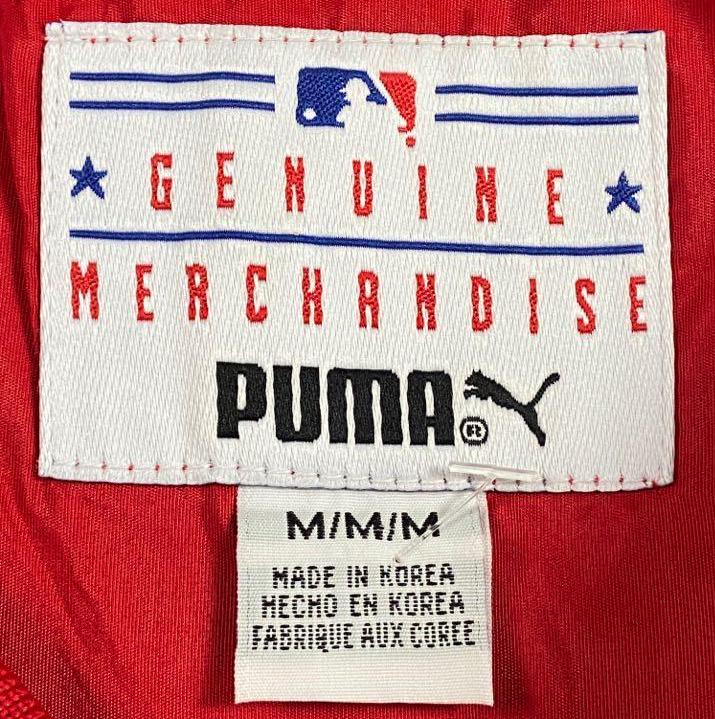 GENUINE
MERCHANDISE
PUMA®
M/M/M
MADE IN KOREA
HECHO EN KOREA
FABRIQUE AUX COREE